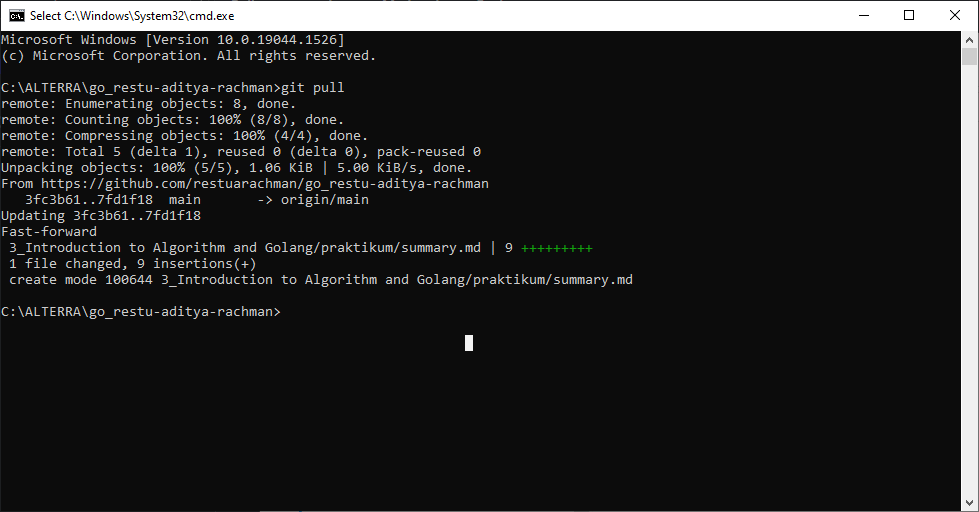 Select C:\Windows\System32\cmd.exe
Microsoft Windows [Version 10.0.19044.1526]
(c) Microsoft Corporation. All rights reserved.
C:\ALTERRA\go_restu-aditya-rachman>git pull
remote: Enumerating objects: 8, done.
remote: Counting objects: 100% (8/8), done.
remote: Compressing objects: 100% (4/4), done.
remote: Total 5 (delta 1), reused 0 (delta 0), pack-reused 0
Unpacking objects: 100% (5/5), 1.06 KiB | 5.00 KiB/s, done.
From https://github.com/restuarachman/go_restu-aditya-rachman
   3fc3b61..7fd1f18  main       -> origin/main
Updating 3fc3b61..7fd1f18
Fast-forward
 3_Introduction to Algorithm and Golang/praktikum/summary.md | 9 +++++++++
 1 file changed, 9 insertions(+)
 create mode 100644 3_Introduction to Algorithm and Golang/praktikum/summary.md
C:\ALTERRA\go_restu-aditya-rachman>